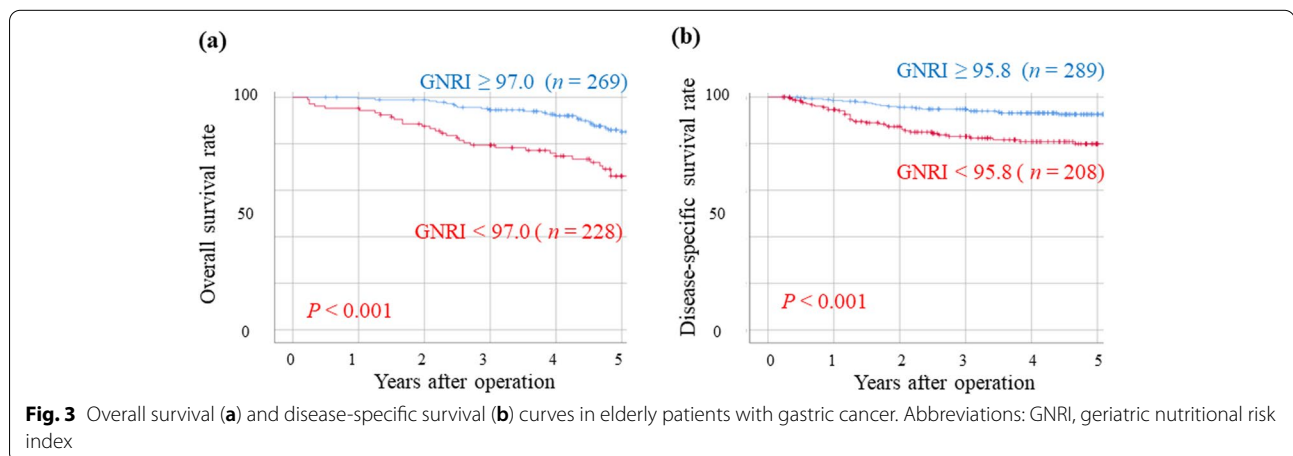 (a)
GNRI ≥ 97.0 (n = 269)
Overall survival rate
100
50
0
GNRI < 97.0 ( n = 228)
P < 0.001
0 1 2 3 4 5
Years after operation
(b)
GNRI ≥ 95.8 (n = 289)
Disease-specific survival rate
100
50
0
GNRI < 95.8 ( n = 208)
P < 0.001
0 1 2 3 4 5
Years after operation
Fig. 3 Overall survival (a) and disease-specific survival (b) curves in elderly patients with gastric cancer. Abbreviations: GNRI, geriatric nutritional risk
index